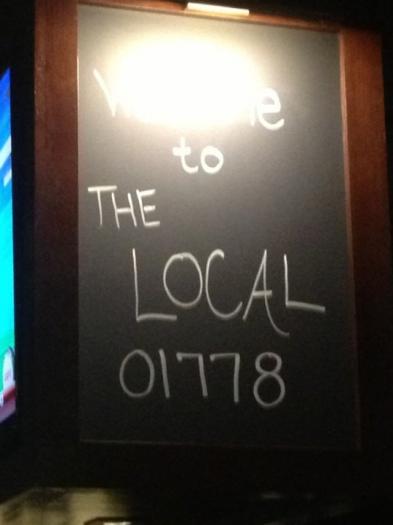 to
THE
LOCAL
01778